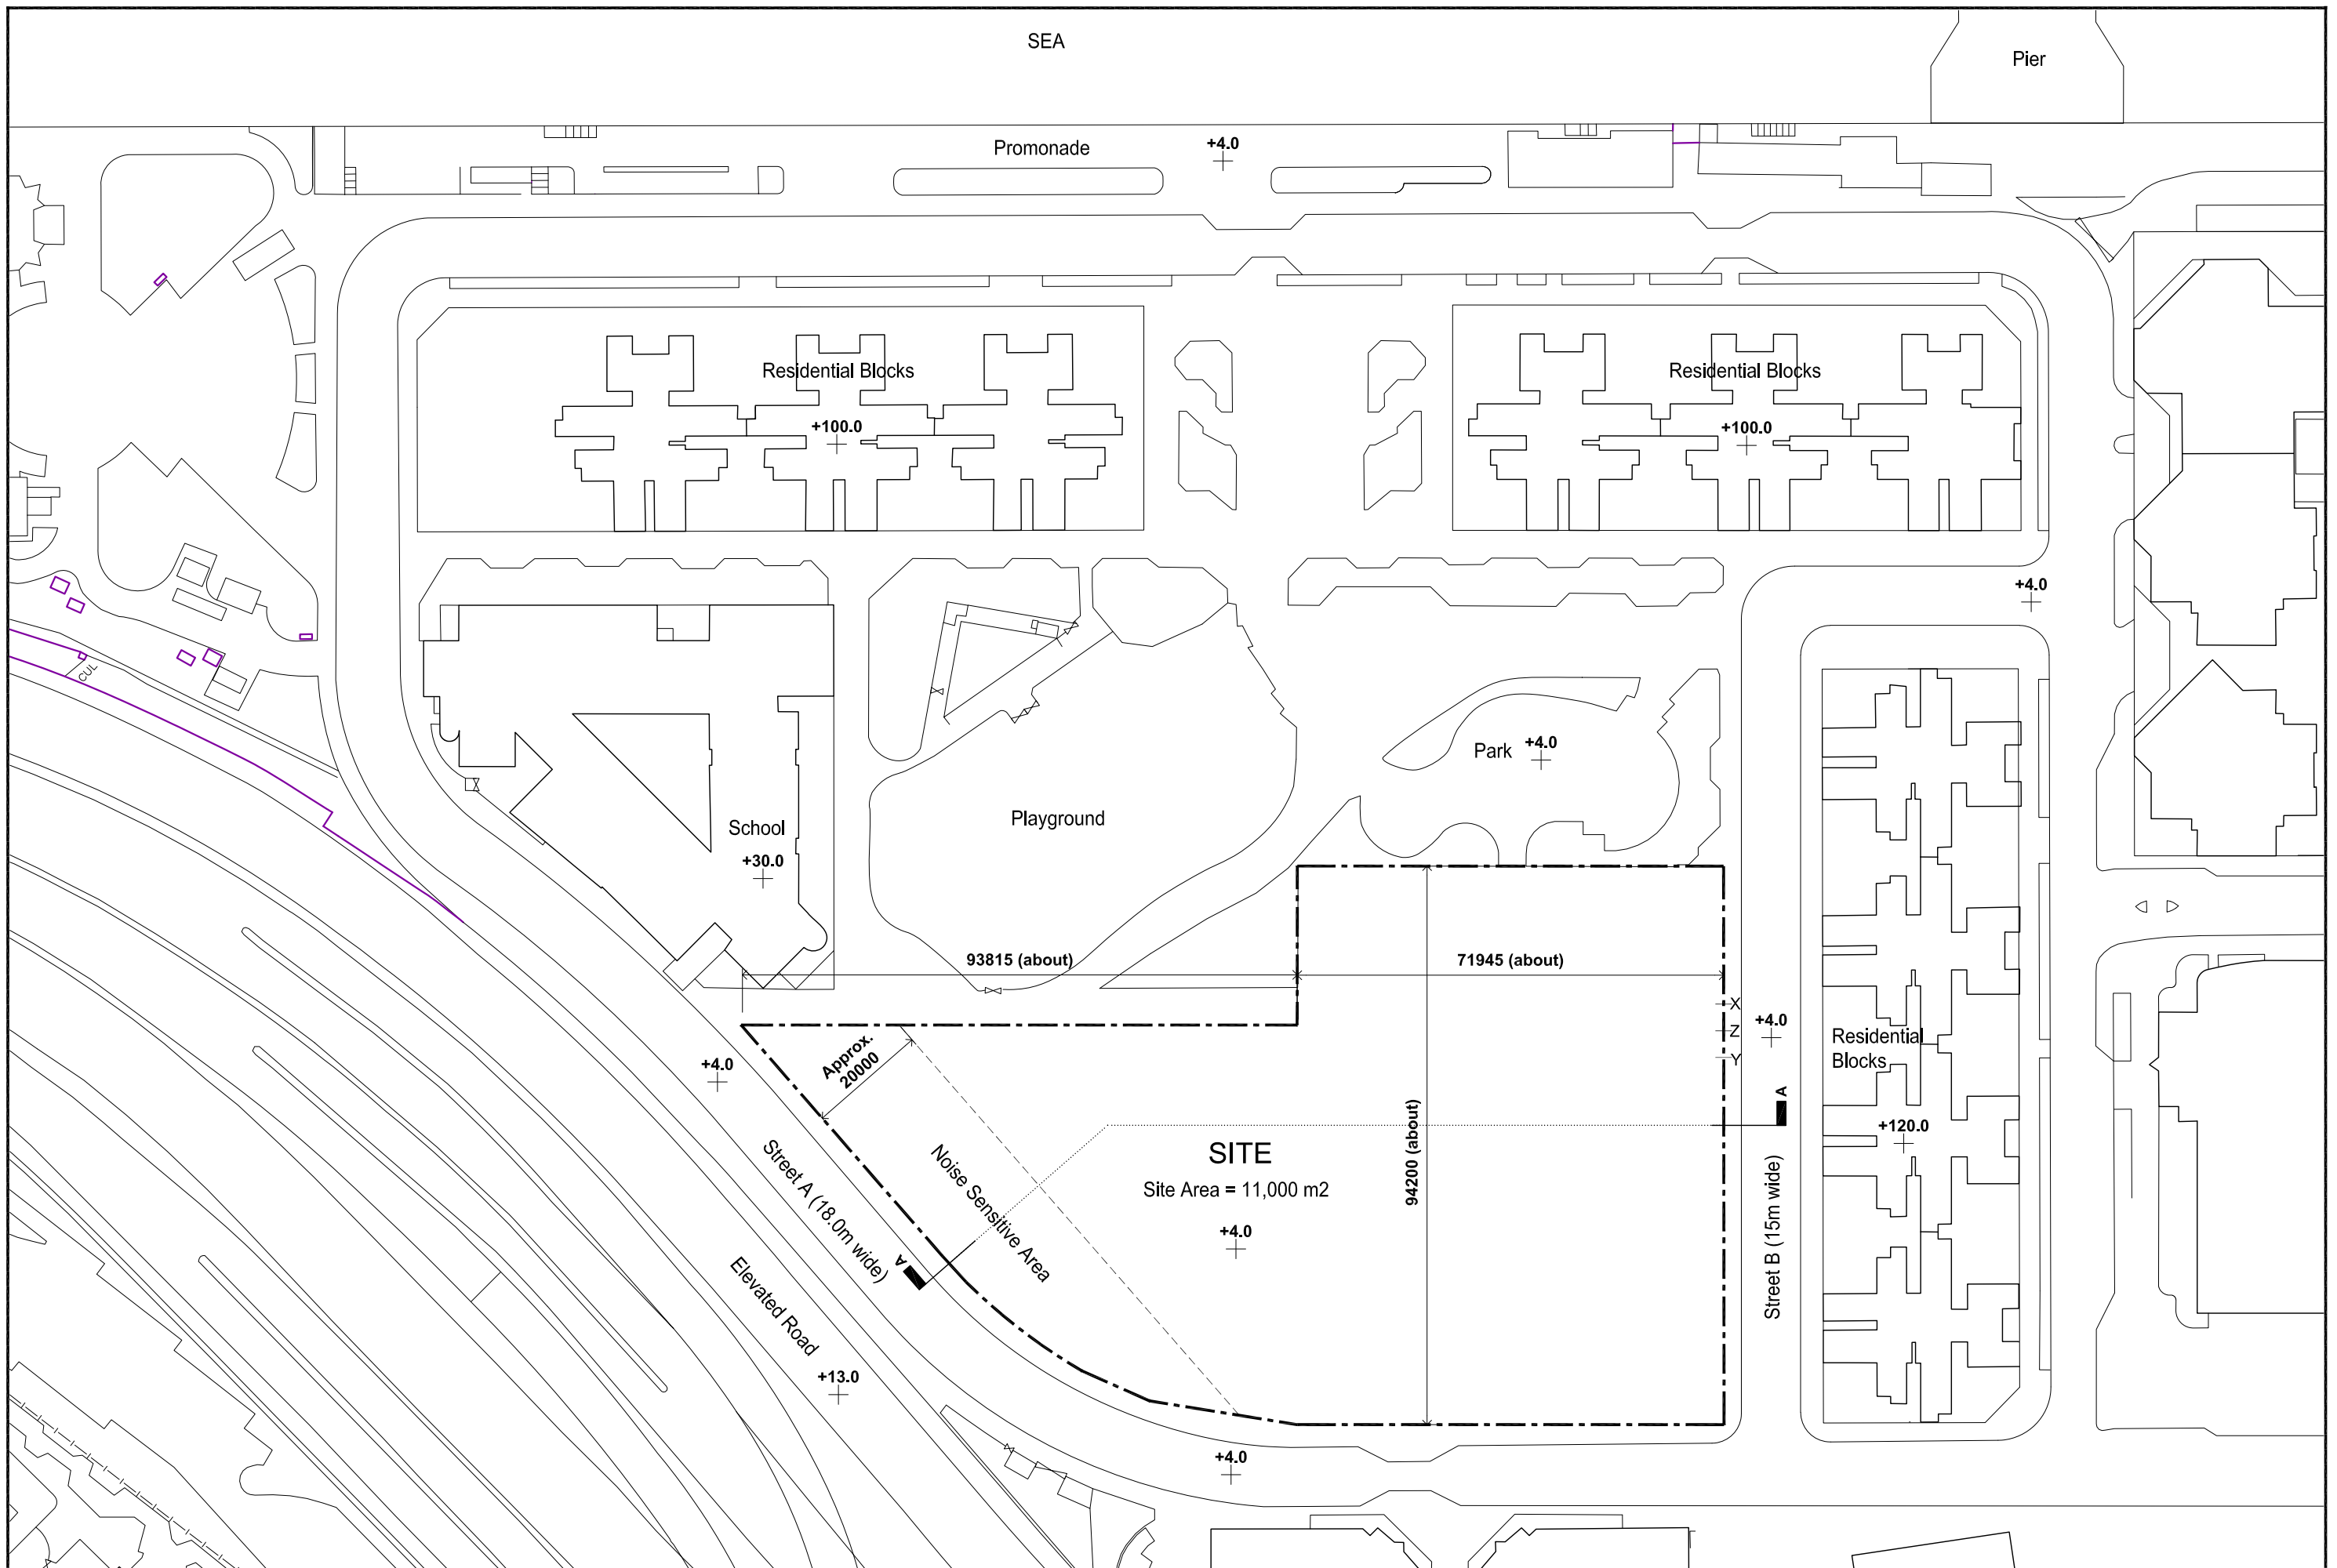 SEA
Pier
Promonade
+4.0
Residential Blocks
+100.0
Residential Blocks
+100.0
+4.0
CUL
Park
+4.0
Playground
School
+30.0
93815 (about)
71945 (about)
X
Z
Y
+4.0
Residential
Blocks
+4.0
Approx.
20000
A
+120.0
94200 (about)
SITE
Site Area = 11,000 m2
+4.0
Noise Sensitive Area
Street A (18.0m wide)
A
Street B (15m wide)
Elevated Road
+13.0
+4.0